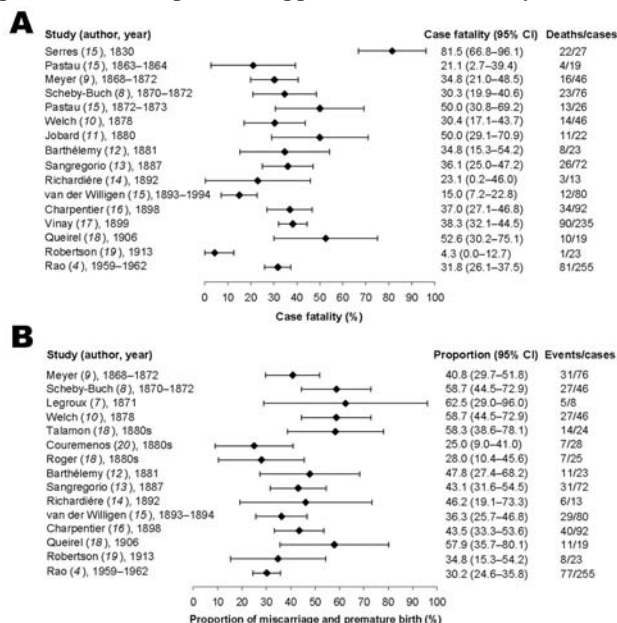 A
Study (author, year) Case fatality (95% CI) Deaths/cases
Serres (15), 1830 81.5 (66.8–96.1) 22/27
Pastau (15), 1863–1864 21.1 (2.7–39.4) 4/19
Meyer (9), 1868–1872 34.8 (21.0–48.5) 16/46
Scheby-Buch (8), 1870–1872 30.3 (19.9–40.6) 23/76
Pastau (15), 1872–1873 50.0 (30.8–69.2) 13/26
Welch (10), 1878 30.4 (17.1–43.7) 14/46
Jobard (11), 1880 50.0 (29.1–70.9) 11/22
Barthélemy (12), 1881 34.8 (15.3–54.2) 8/23
Sangregorio (13), 1887 36.1 (25.0–47.2) 26/72
Richardiére (14), 1892 23.1 (0.2–46.0) 3/13
van der Willigen (15), 1893–1994 15.0 (7.2–22.8) 12/80
Charpentier (16), 1898 37.0 (27.1–46.8) 34/92
Vinay (17), 1899 38.3 (32.1–44.5) 90/235
Queirel (18), 1906 52.6 (30.2–75.1) 10/19
Robertson (19), 1913 4.3 (0.0–12.7) 1/23
Rao (4), 1959–1962 31.8 (26.1–37.5) 81/255
0 10 20 30 40 50 60 70 80 90 100
Case fatality (%)
B
Study (author, year) Proportion (95% CI) Events/cases
Meyer (9), 1868–1872 40.8 (29.7–51.8) 31/76
Scheby-Buch (8), 1870–1872 58.7 (44.5–72.9) 27/46
Legroux (7), 1871 62.5 (29.0–96.0) 5/8
Welch (10), 1878 58.7 (44.5–72.9) 27/46
Talamon (18), 1880s 58.3 (38.6–78.1) 14/24
Couremenos (20), 1880s 25.0 (9.0–41.0) 7/28
Roger (18), 1880s 28.0 (10.4–45.6) 7/25
Barthélemy (12), 1881 47.8 (27.4–68.2) 11/23
Sangregorio (13), 1887 43.1 (31.6–54.5) 31/72
Richardiére (14), 1892 46.2 (19.1–73.3) 6/13
van der Willigen (15), 1893–1894 36.3 (25.7–46.8) 29/80
Charpentier (16), 1898 43.5 (33.3–53.6) 40/92
Queirel (18), 1906 57.9 (35.7–80.1) 11/19
Robertson (19), 1913 34.8 (15.3–54.2) 8/23
Rao (4), 1959–1962 30.2 (24.6–35.8) 77/255
0 10 20 30 40 50 60 70 80 90 100
Proportion of miscarriage and premature birth (%)